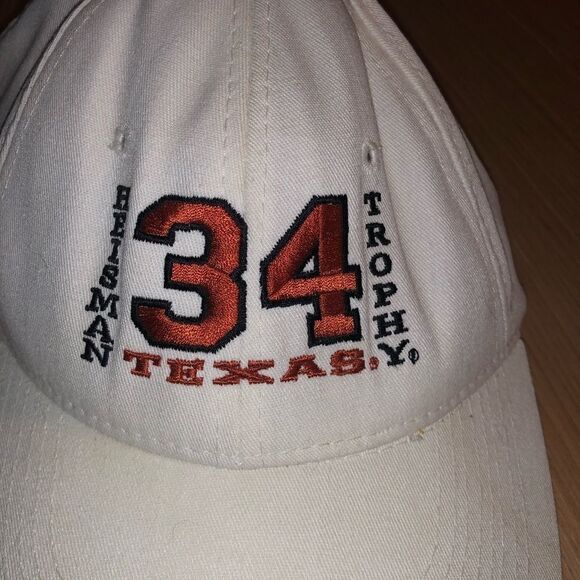 HEISMAN
34
TROPHY®
TEXAS®